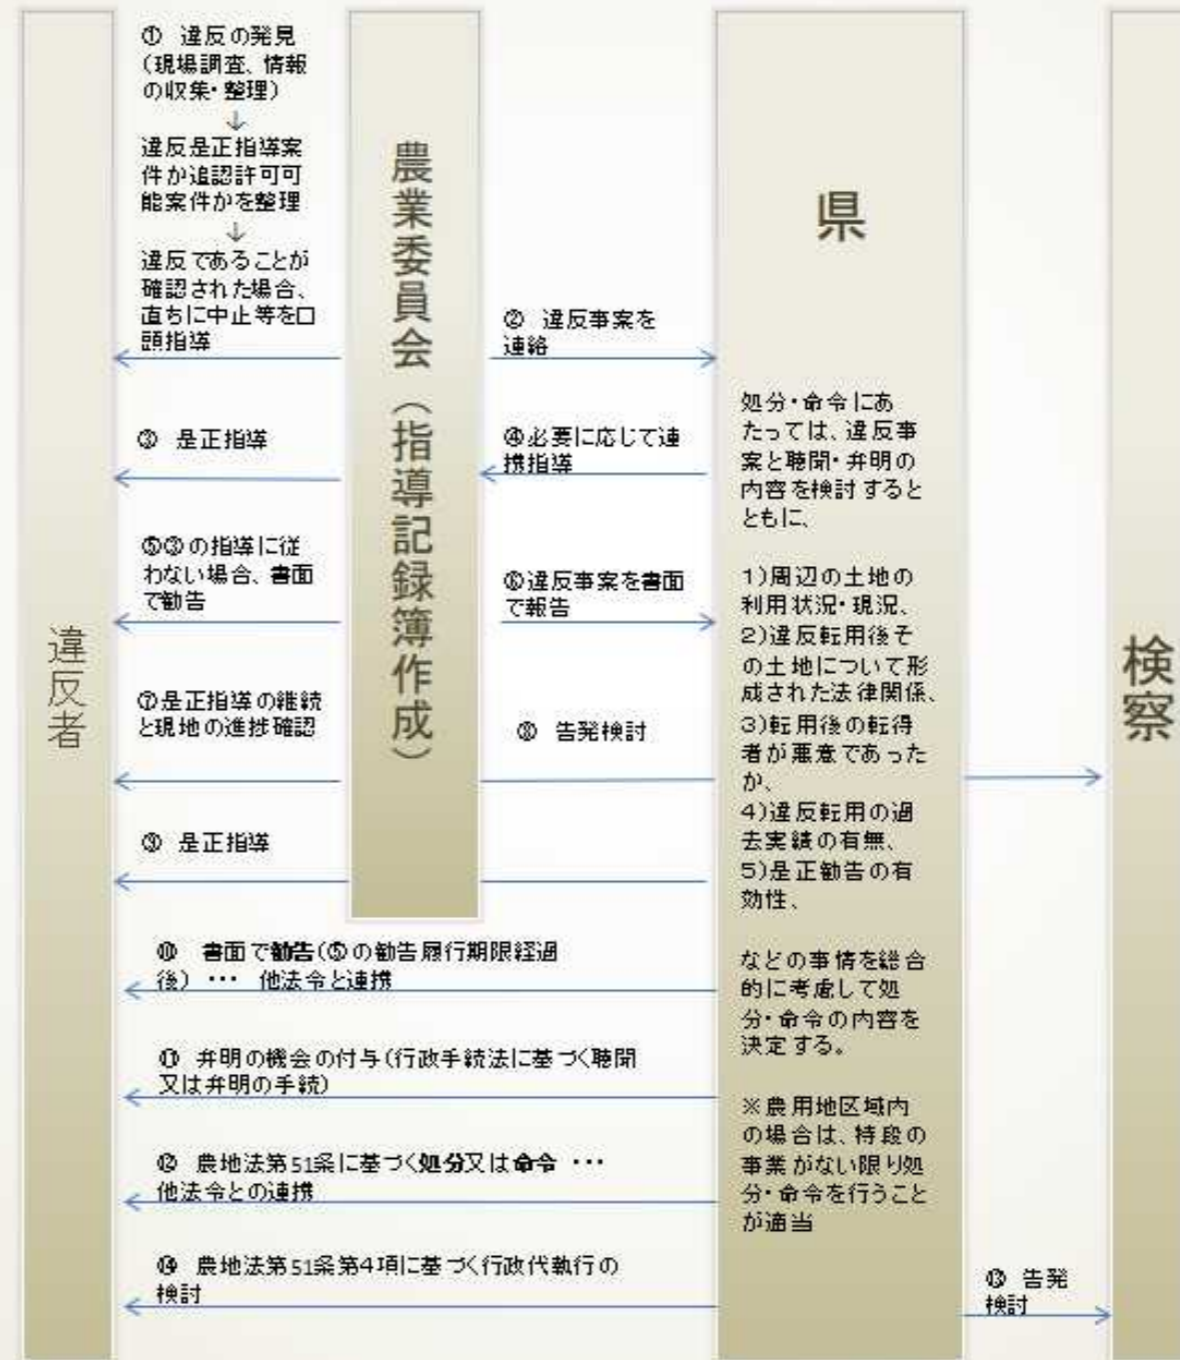 ① 違反の発見
(現場調査、情報
の収集・整理)
↓
違反是正指導案
件か追認許可可
能案件かを整理
↓
違反であることが
確認された場合、
直ちに中止等を口
頭指導
② 違反事案を
連絡
③ 是正指導
④必要に応じて連
携指導
⑤③の指導に従
わない場合、書面
で勧告
⑥違反事案を書面
で報告
⑦是正指導の継続
と現地の進捗確認
⑧ 告発検討
⑨ 是正指導
⑩ 書面で勧告(⑤の勧告履行期限経過
後) ・・・ 他法令と連携
⑪ 弁明の機会の付与(行政手続法に基づく聴聞
又は弁明の手続)
⑫ 農地法第51条に基づく処分又は命令 ・・・
他法令との連携
⑭ 農地法第51条第4項に基づく行政代執行の
検討
⑬ 告発
検討
違反者
農業委員会(指導記録簿作成)
県
処分・命令にあ
たっては、違反事
案と聴聞・弁明の
内容を検討すると
ともに、
1)周辺の土地の
利用状況・現況、
2)違反転用後そ
の土地について形
成された法律関係、
3)転用後の転得
者が悪意であった
か、
4)違反転用の過
去実績の有無、
5)是正勧告の有
効性、
などの事情を総合
的に考慮して処
分・命令の内容を
決定する。
※農用地区域内
の場合は、特段の
事業がない限り処
分・命令を行うこと
が適当
検察